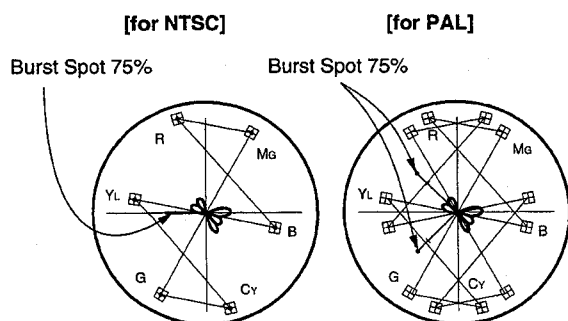 [for NTSC]
[for PAL]
Burst Spot 75%
Burst Spot 75%
R
MG
YL
B
G
CY
R
MG
YL
B
G
CY